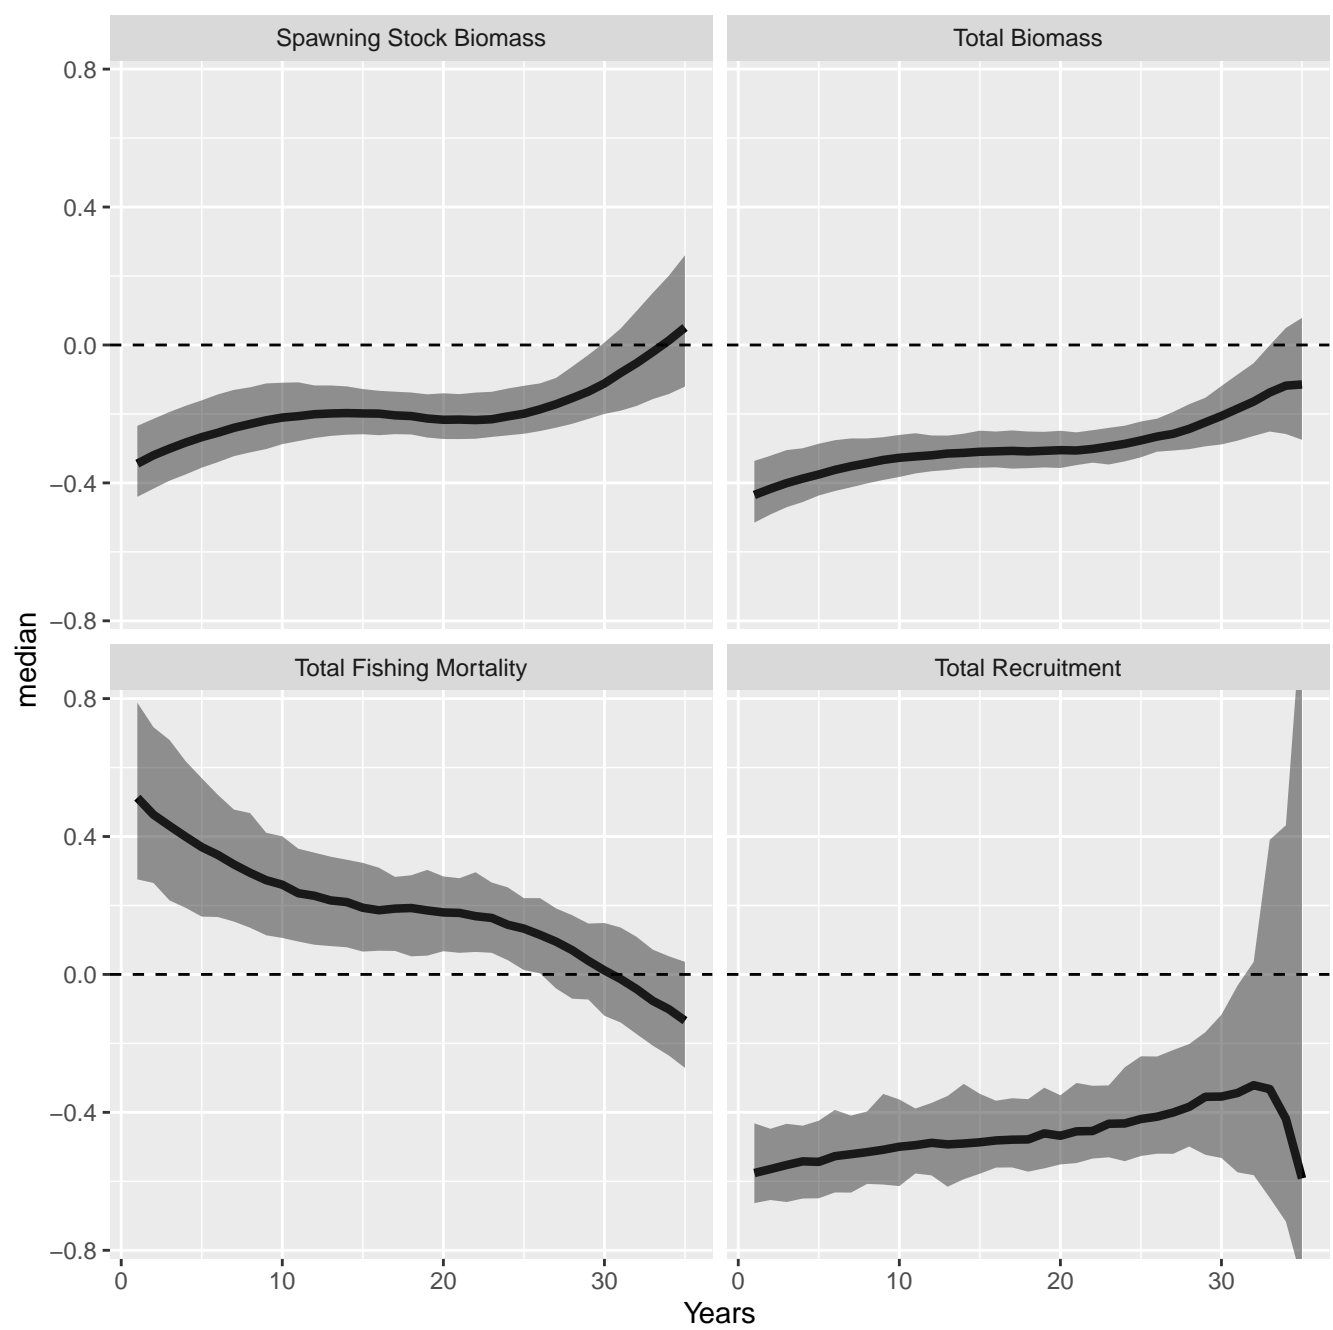 Spawning Stock Biomass
Total Biomass
0.8
0.4
0.0
−0.4
−0.8
Total Fishing Mortality
Total Recruitment
0.8
0.4
0.0
−0.4
−0.8
0 10 20 30
0 10 20 30
Years
median